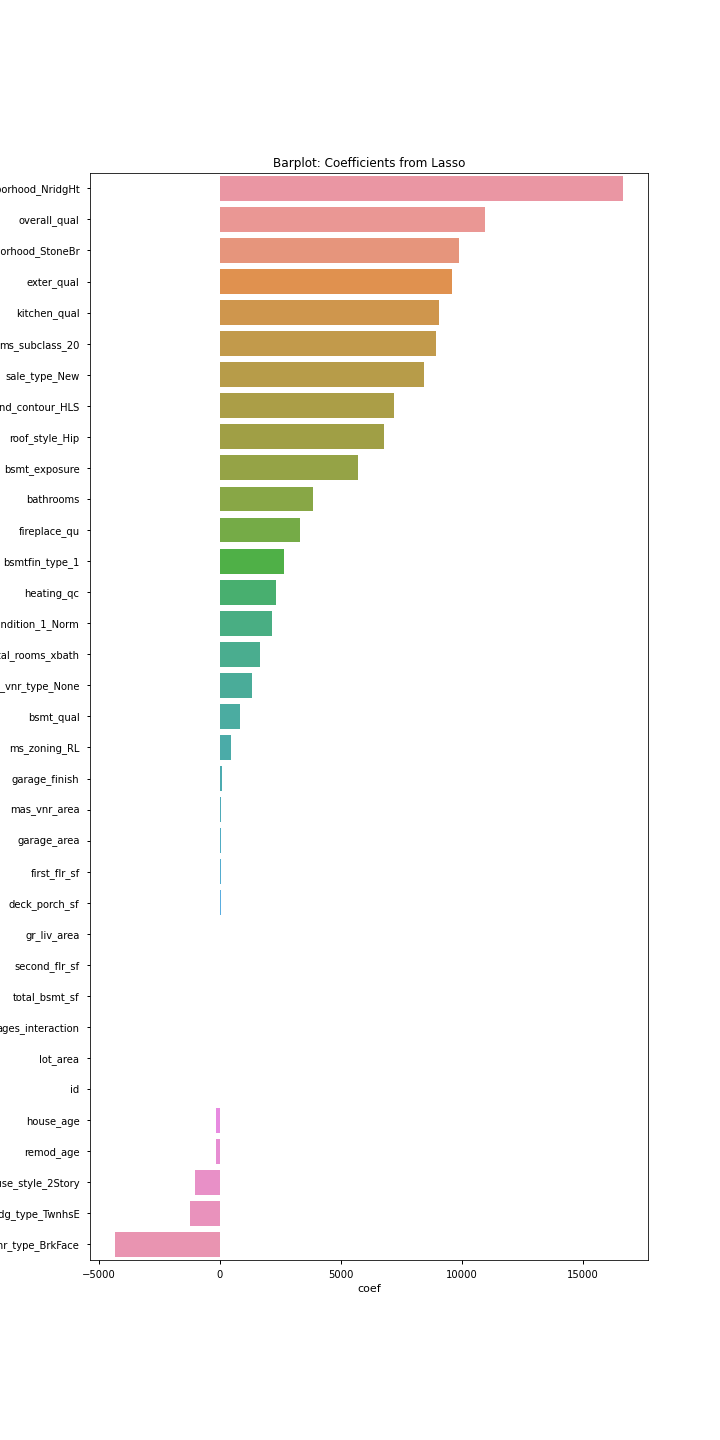 Barplot: Coefficients from Lasso
orhood_NridgHt
overall_qual
orhood_StoneBr
exter_qual
kitchen_qual
ms_subclass_20
sale_type_New
nd_contour_HLS
roof_style_Hip
bsmt_exposure
bathrooms
fireplace_qu
bsmtfin_type_1
heating_qc
ndition_1_Norm
al_rooms_xbath
_vnr_type_None
bsmt_qual
ms_zoning_RL
garage_finish
mas_vnr_area
garage_area
first_flr_sf
deck_porch_sf
gr_liv_area
second_flr_sf
total_bsmt_sf
ages_interaction
lot_area
id
house_age
remod_age
use_style_2Story
dg_type_TwnhsE
nr_type_BrkFace
−5000 0 5000 10000 15000
coef